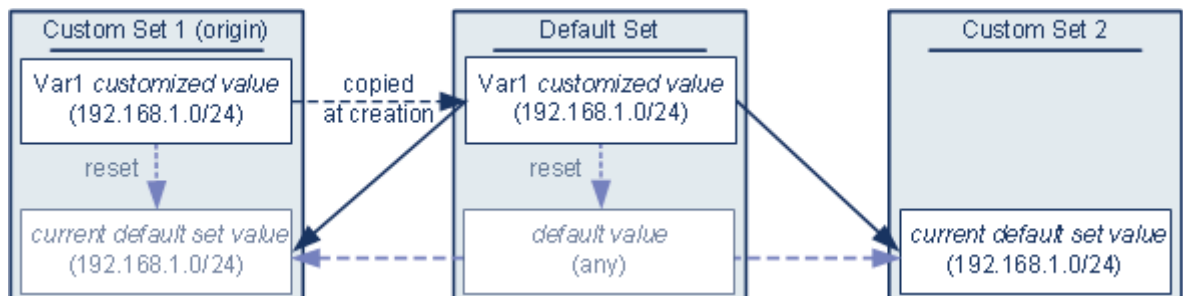 Custom Set 1 (origin)
Var1 customized value
(192.168.1.0/24)
reset
current default set value
(192.168.1.0/24)
copied
at creation
Default Set
Var1 customized value
(192.168.1.0/24)
reset
default value
(any)
Custom Set 2
current default set value
(192.168.1.0/24)